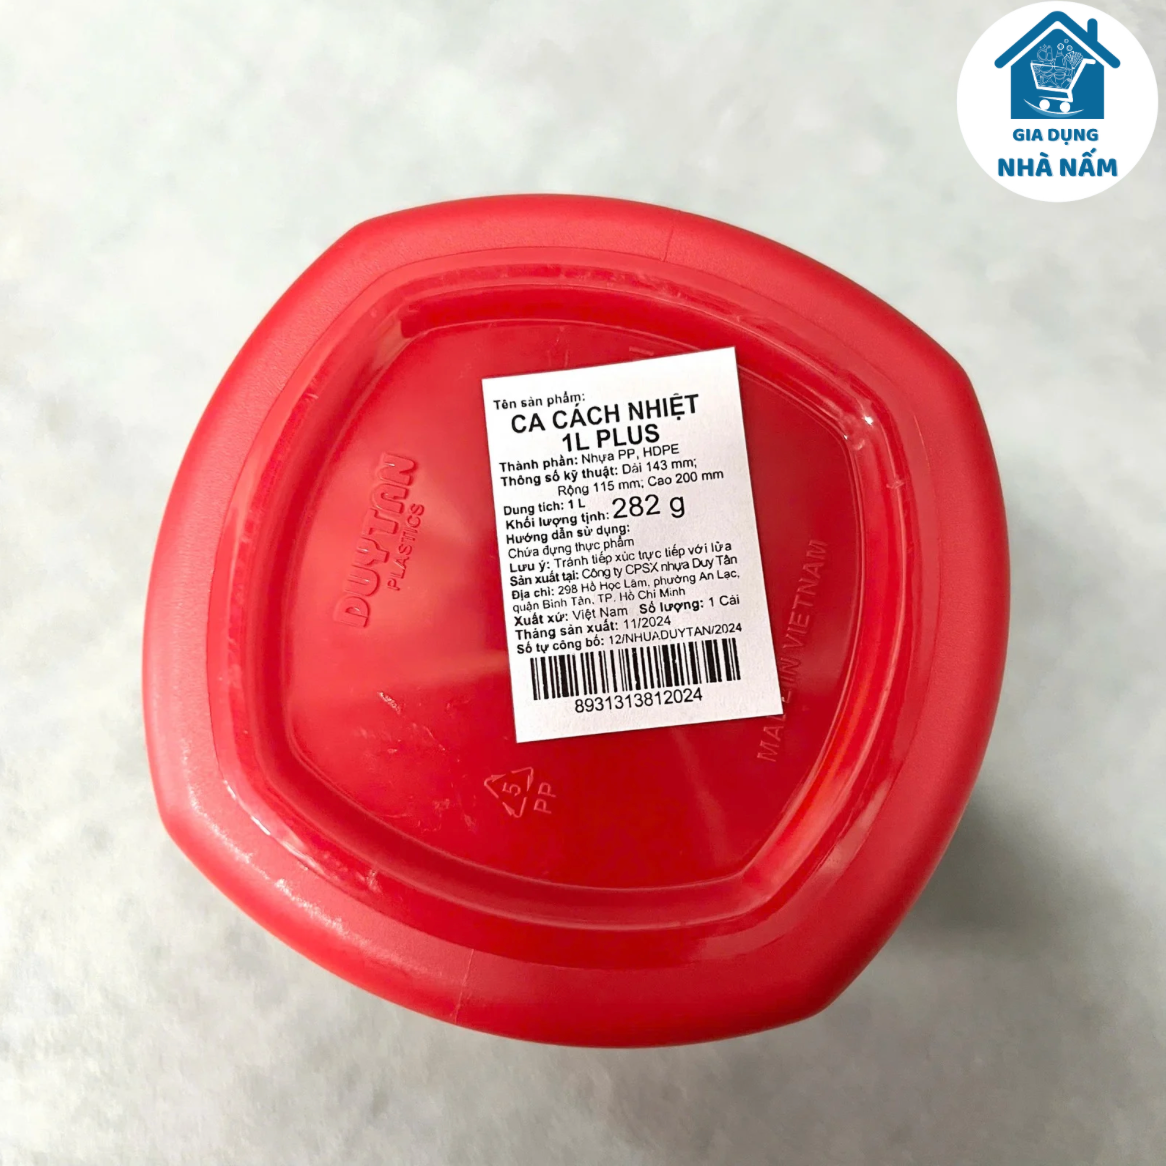 GIA DỤNG
NHÀ NẤM
Tên sản phẩm:
CA CÁCH NHIỆT
1L PLUS
Thành phần: Nhựa PP, HDPE
Thông số kỹ thuật: Dài 143 mm;
Rộng 115 mm; Cao 200 mm
Dung tích: 1 L
Khối lượng tịnh: 282 g
Hướng dẫn sử dụng:
Chứa đựng thực phẩm
Lưu ý: Tránh tiếp xúc trực tiếp với lửa
Sản xuất tại: Công ty CPSX nhựa Duy Tân
Địa chỉ: 298 Hồ Học Lãm, phường An Lạc,
quận Bình Tân, TP. Hồ Chí Minh
Xuất xứ: Việt Nam Số lượng: 1 Cái
Tháng sản xuất: 11/2024
Số tự công bố: 12/NHUADUYTAN/2024
8931313812024
DUYTAN
PLASTICS
MADE IN VIETNAM
5
PP